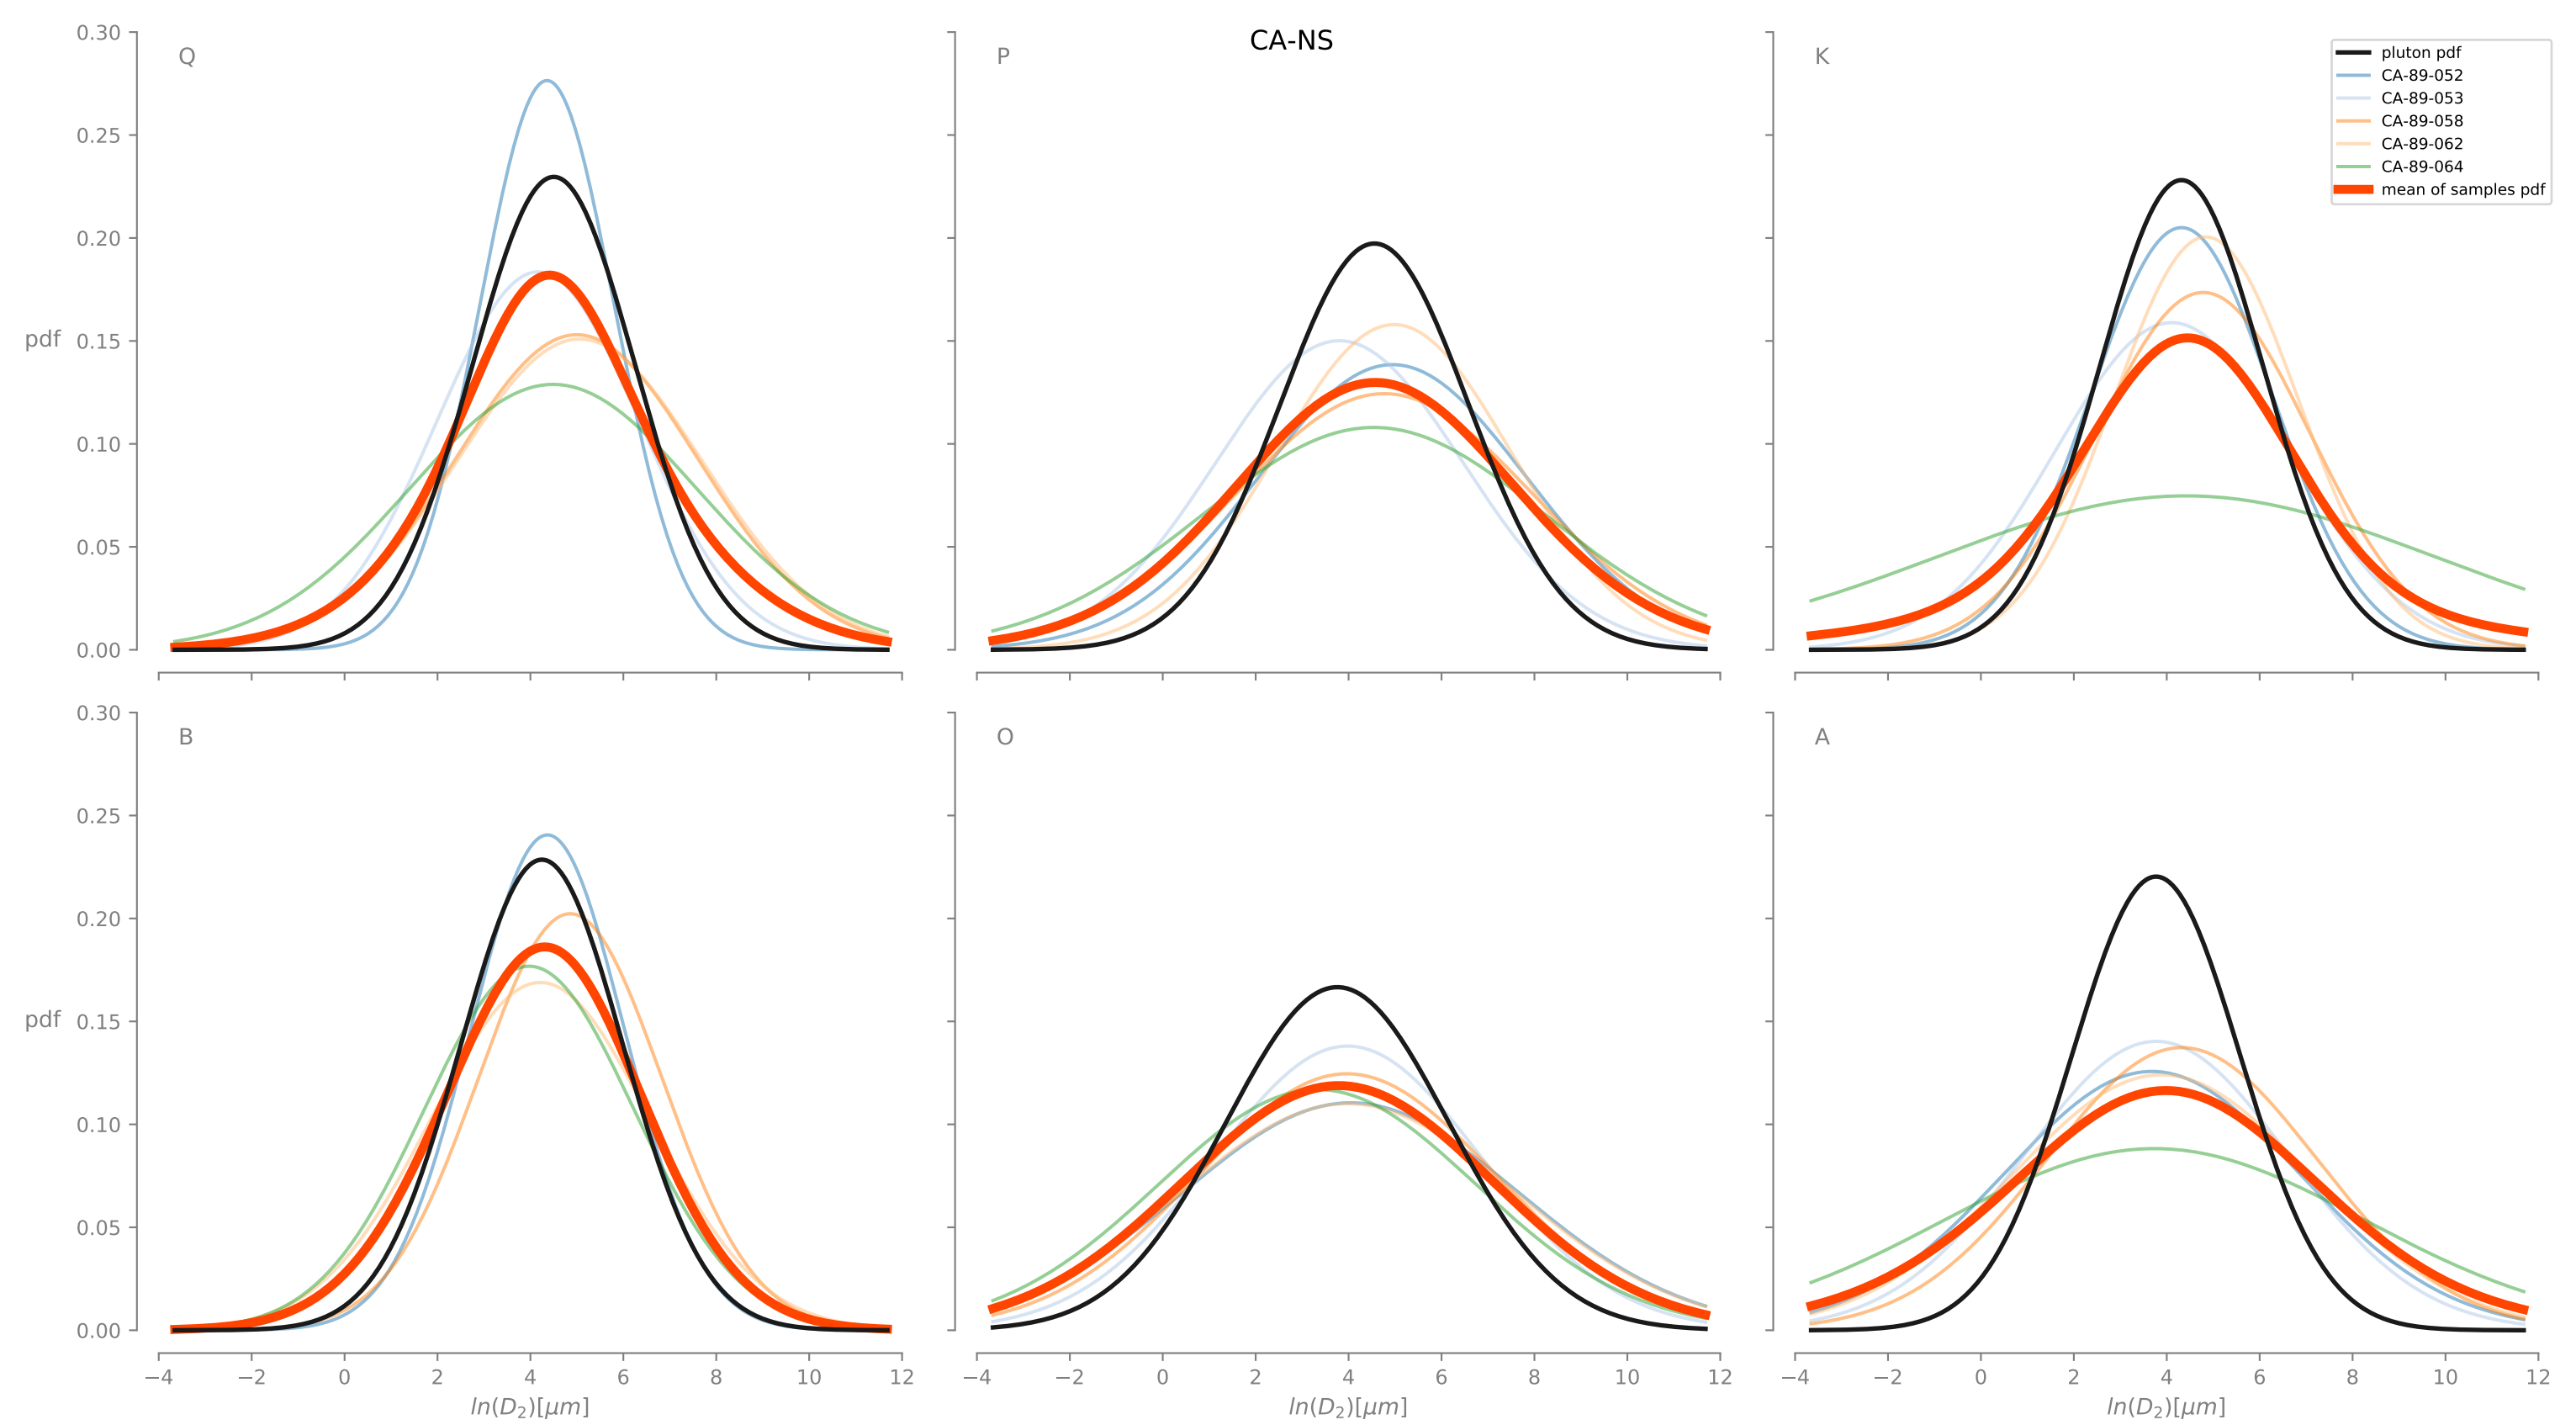 CA-NS
Q
P
K
0.30
0.25
0.20
0.15
0.10
0.05
0.00
pdf
pluton pdf
CA-89-052
CA-89-053
CA-89-058
CA-89-062
CA-89-064
mean of samples pdf
B
O
A
0.30
0.25
0.20
0.15
0.10
0.05
0.00
pdf
−4 −2 0 2 4 6 8 10 12
−4 −2 0 2 4 6 8 10 12
−4 −2 0 2 4 6 8 10 12
ln(D₂)[μm]
ln(D₂)[μm]
ln(D₂)[μm]